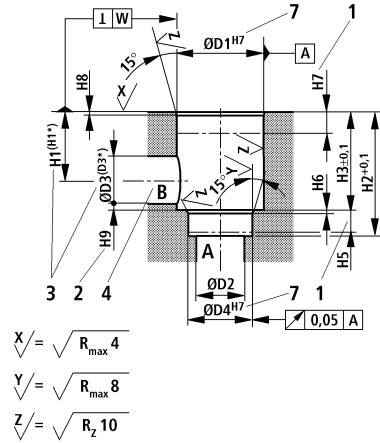 7
1
⊥ W
Z
ØD1H7
A
H8
15°
X
H7
H1(H1*)
ØD3(D3*)
Z
15°
Y
Z
H6
H3±0,1
H2+0,1
B
H9
A
H5
3
2
4
ØD2
7
1
ØD4H7
0,05 A
X/= √Rmax 4
Y/= √Rmax 8
Z/= √RZ 10